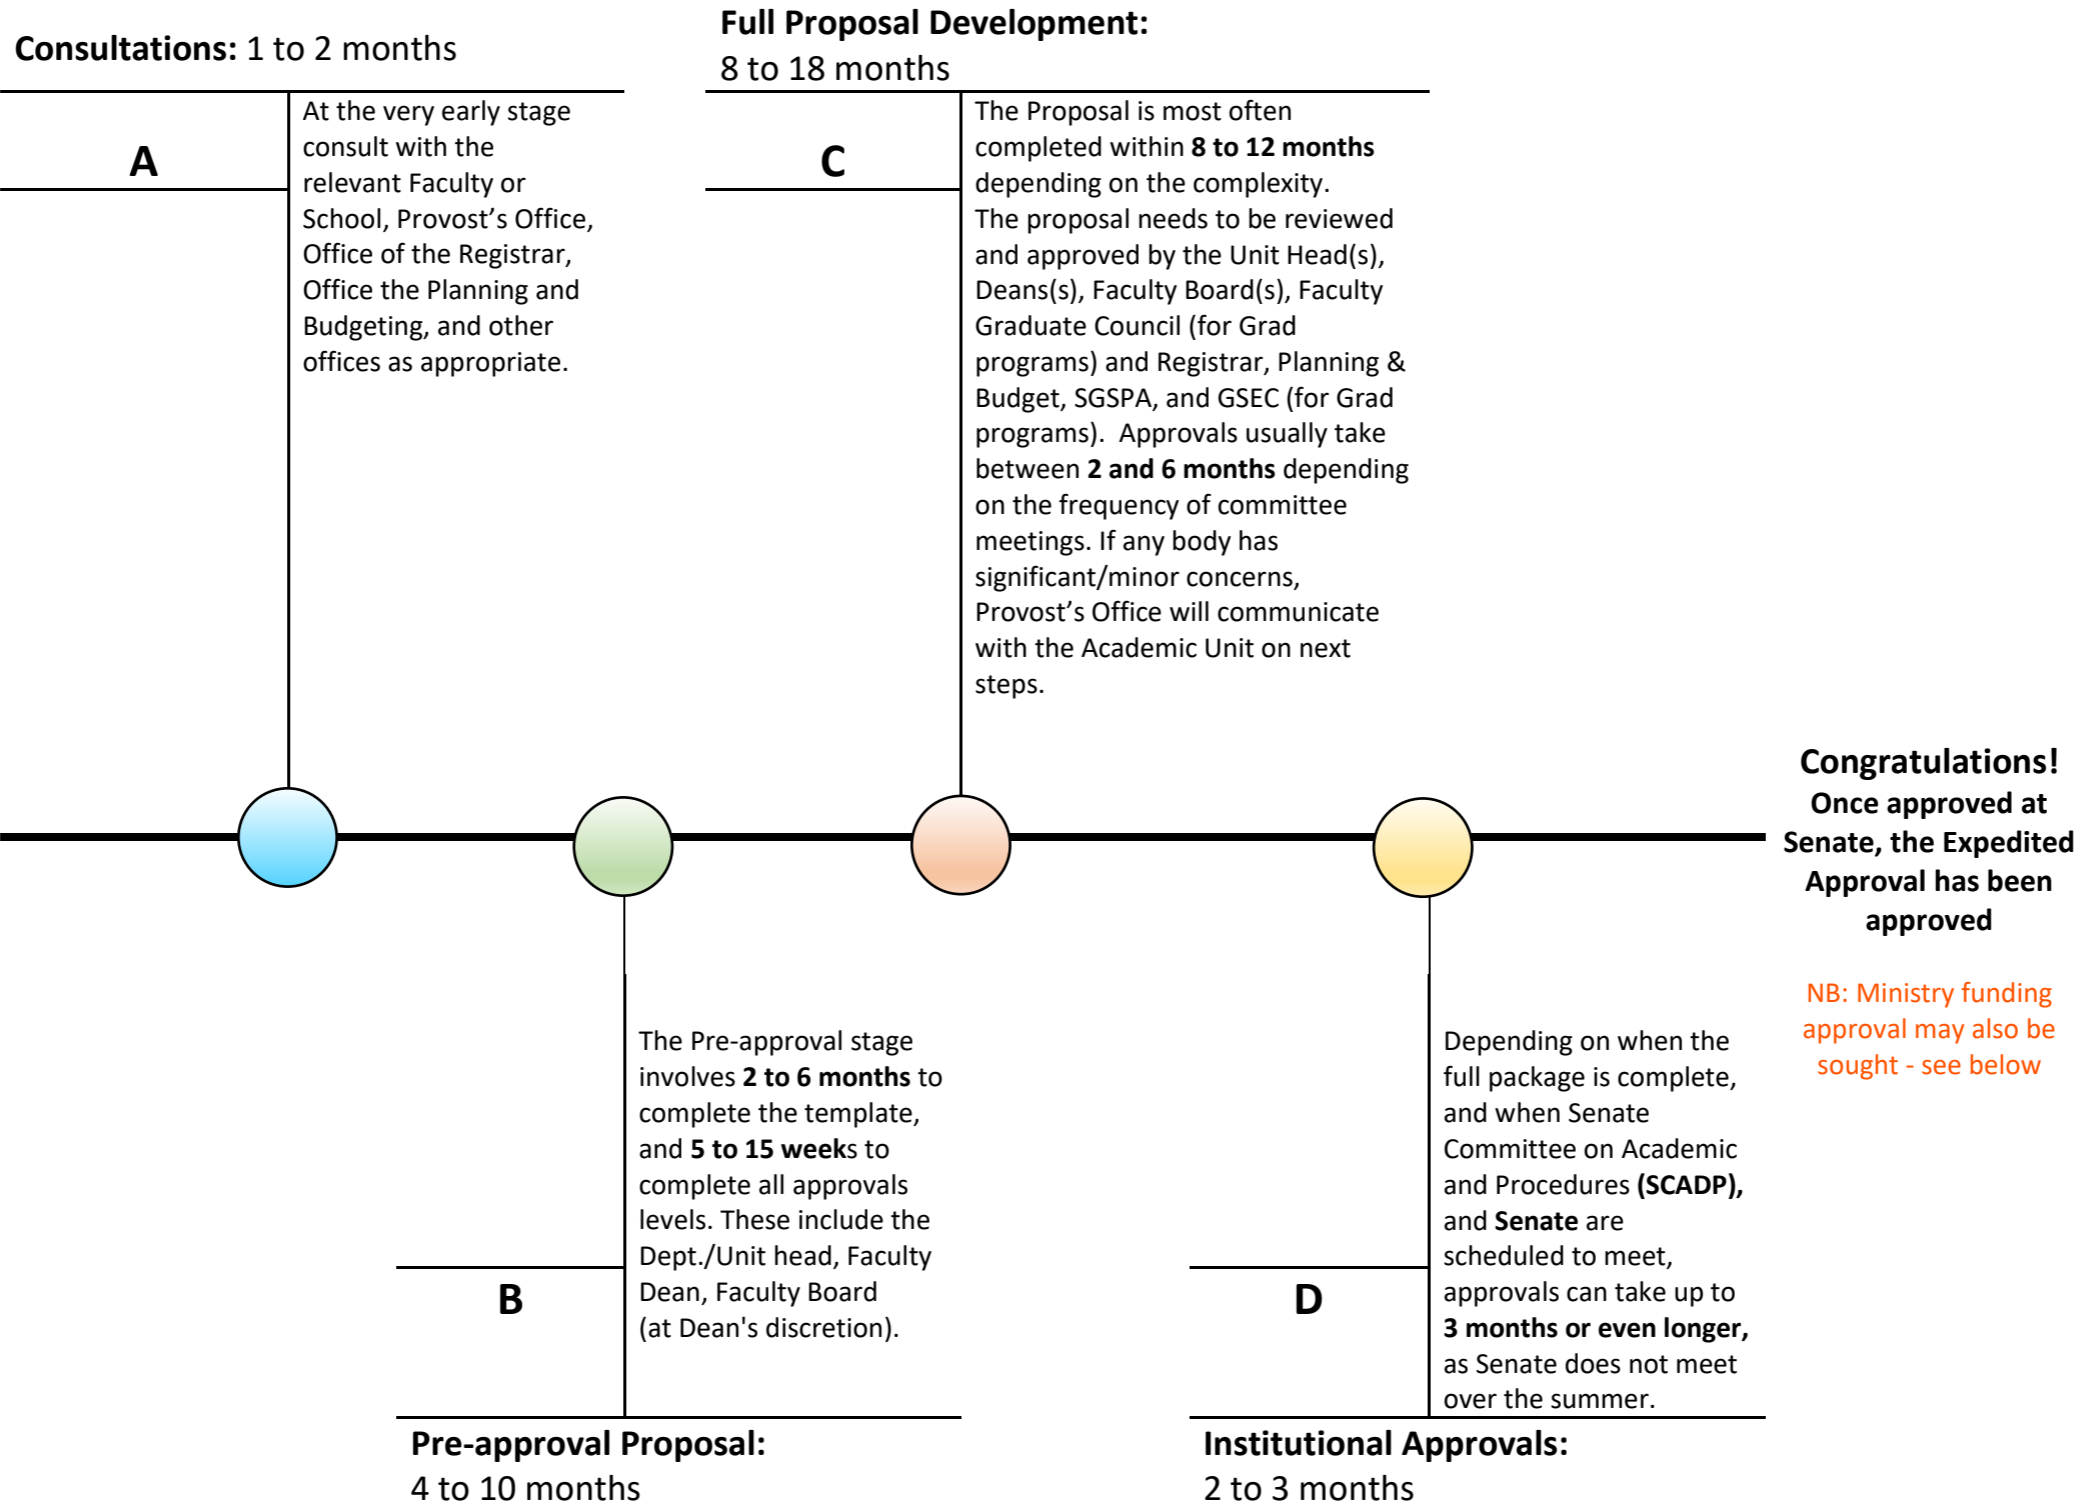 Consultations: 1 to 2 months
A
At the very early stage
consult with the
relevant Faculty or
School, Provost’s Office,
Office of the Registrar,
Office the Planning and
Budgeting, and other
offices as appropriate.
The Pre-approval stage
involves 2 to 6 months to
complete the template,
and 5 to 15 weeks to
complete all approvals
levels. These include the
Dept./Unit head, Faculty
Dean, Faculty Board
(at Dean's discretion).
B
Pre-approval Proposal:
4 to 10 months
Full Proposal Development:
8 to 18 months
C
The Proposal is most often
completed within 8 to 12 months
depending on the complexity.
The proposal needs to be reviewed
and approved by the Unit Head(s),
Deans(s), Faculty Board(s), Faculty
Graduate Council (for Grad
programs) and Registrar, Planning &
Budget, SGSPA, and GSEC (for Grad
programs).  Approvals usually take
between 2 and 6 months depending
on the frequency of committee
meetings. If any body has
significant/minor concerns,
Provost’s Office will communicate
with the Academic Unit on next
steps.
Depending on when the
full package is complete,
and when Senate
Committee on Academic
and Procedures (SCADP),
and Senate are
scheduled to meet,
approvals can take up to
3 months or even longer,
as Senate does not meet
over the summer.
D
Institutional Approvals:
2 to 3 months
Congratulations!
Once approved at
Senate, the Expedited
Approval has been
approved
NB: Ministry funding
approval may also be
sought - see below